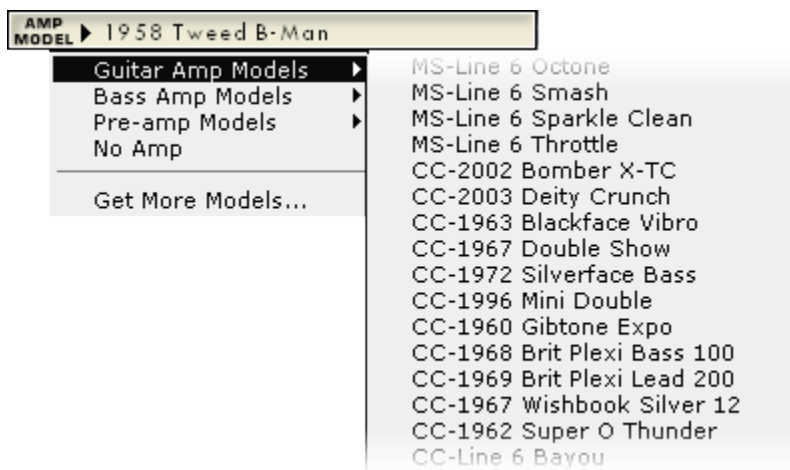 AMP
MODEL 1958 Tweed B-Man
Guitar Amp Models
Bass Amp Models
Pre-amp Models
No Amp
Get More Models...
MS-Line 6 Octone
MS-Line 6 Smash
MS-Line 6 Sparkle Clean
MS-Line 6 Throttle
CC-2002 Bomber X-TC
CC-2003 Deity Crunch
CC-1963 Blackface Vibro
CC-1967 Double Show
CC-1972 Silverface Bass
CC-1996 Mini Double
CC-1960 Gibtone Expo
CC-1968 Brit Plexi Bass 100
CC-1969 Brit Plexi Lead 200
CC-1967 Wishbook Silver 12
CC-1962 Super O Thunder
CC-Line 6 Bayou